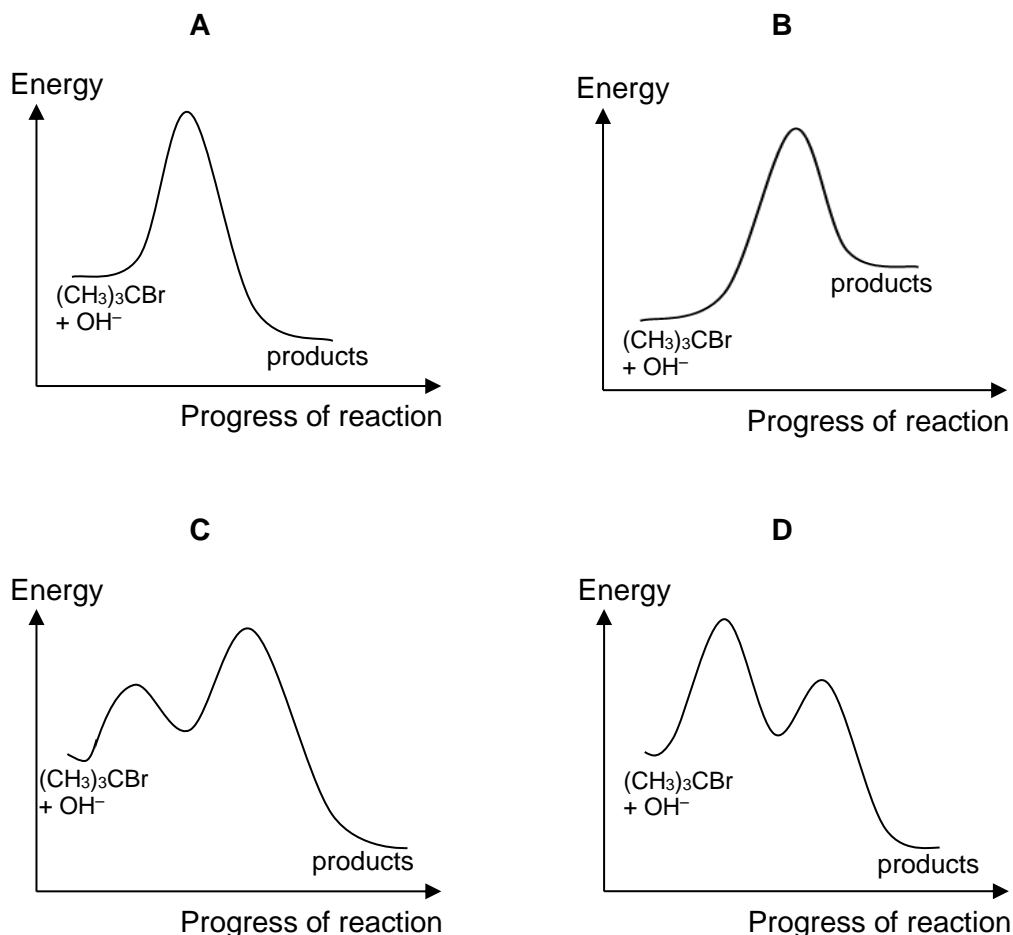 A
B
Energy
Energy
(CH₃)₃CBr
+ OH⁻
products
products
(CH₃)₃CBr
+ OH⁻
Progress of reaction
Progress of reaction
C
D
Energy
Energy
(CH₃)₃CBr
+ OH⁻
(CH₃)₃CBr
+ OH⁻
products
products
Progress of reaction
Progress of reaction